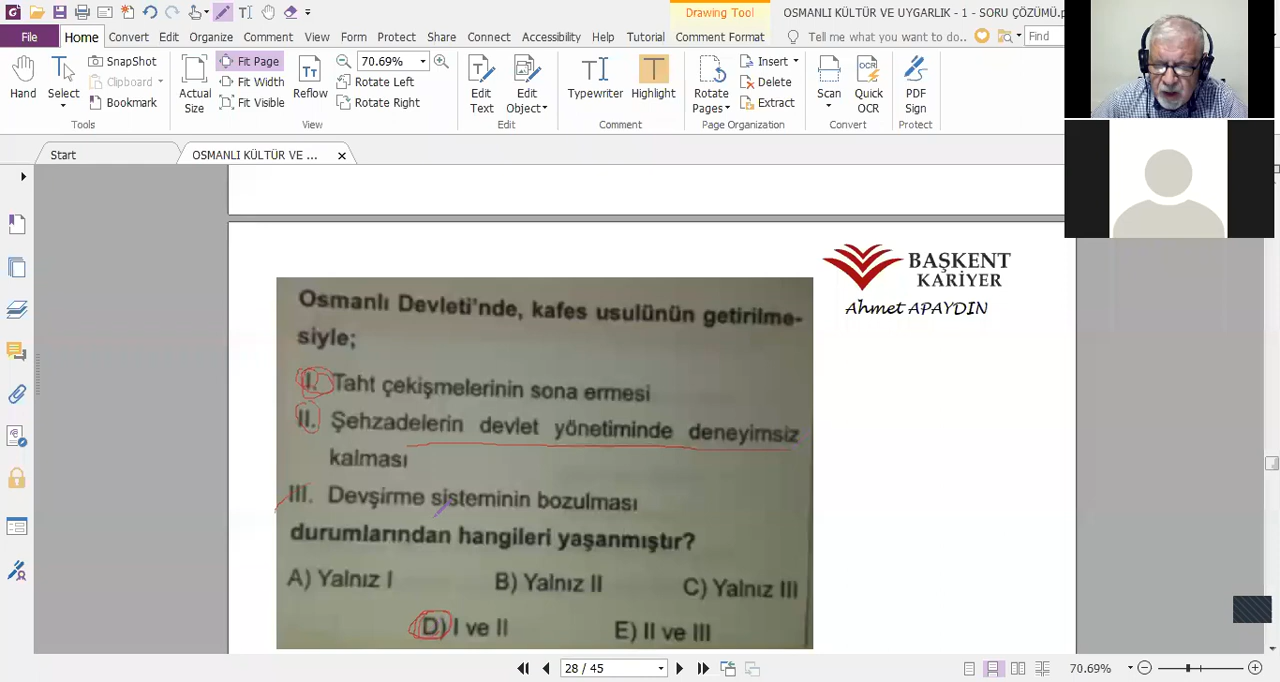 Drawing Tool
OSMANLI KÜLTÜR VE UYGARLIK - 1 - SORU ÇÖZÜMÜ.p
File Home Convert Edit Organize Comment View Form Protect Share Connect Accessibility Help Tutorial Comment Format Tell me what you want to do.. Find
Hand Select SnapShot Clipboard Bookmark Tools
Actual Size Fit Page Fit Width Fit Visible Reflow 70.69% Rotate Left Rotate Right View
Edit Text Edit Object Edit
Typewriter Highlight Comment
Rotate Pages Insert Delete Extract Page Organization
Scan Quick OCR Convert
PDF Sign Protect
Start OSMANLI KÜLTÜR VE ...
BAŞKENT
KARİYER
Ahmet APAYDIN
Osmanlı Devleti'nde, kafes usulünün getirilme-
siyle;
I. Taht çekişmelerinin sona ermesi
II. Şehzadelerin devlet yönetiminde deneyimsiz
kalması
III. Devşirme sisteminin bozulması
durumlarından hangileri yaşanmıştır?
A) Yalnız I B) Yalnız II C) Yalnız III
D) I ve II E) II ve III
28 / 45 70.69%